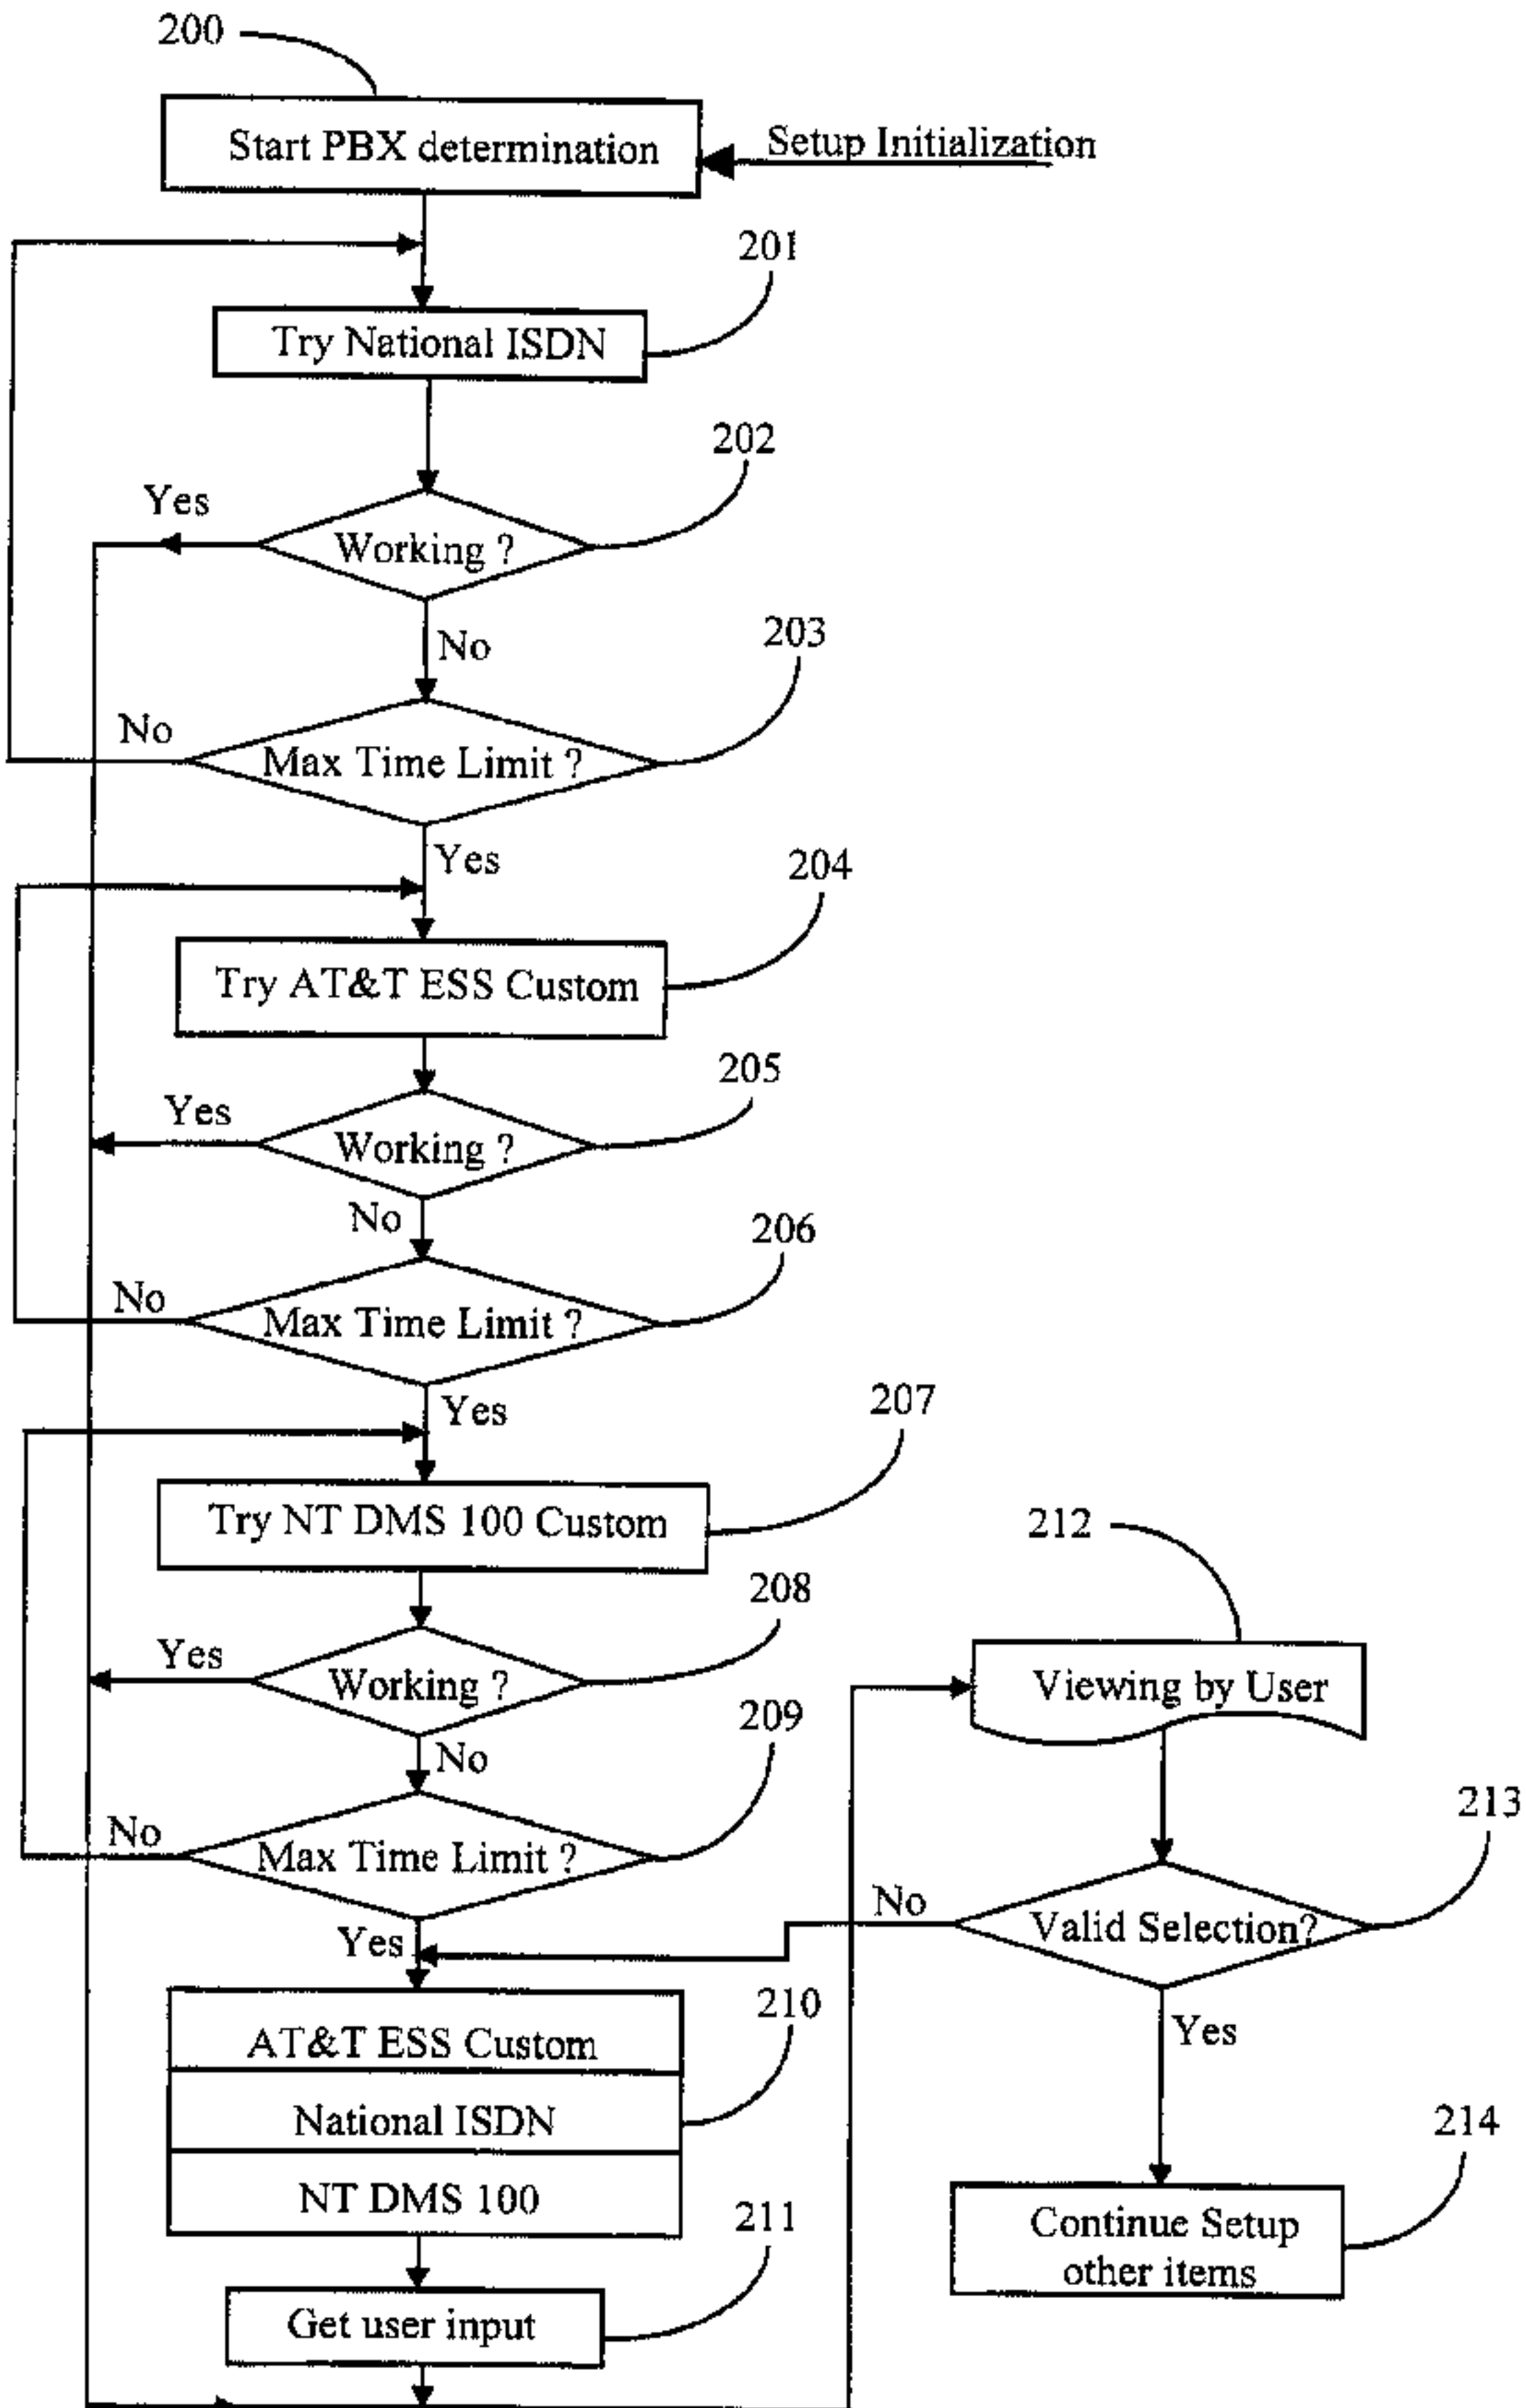 200
Start PBX determination
Setup Initialization
201
Try National ISDN
202
Yes
Working ?
No
203
No
Max Time Limit ?
Yes
204
Try AT&T ESS Custom
205
Yes
Working ?
No
206
No
Max Time Limit ?
Yes
207
Try NT DMS 100 Custom
208
Yes
Working ?
No
209
No
Max Time Limit ?
Yes
210
AT&T ESS Custom
National ISDN
NT DMS 100
211
Get user input
212
Viewing by User
213
No
Valid Selection?
Yes
214
Continue Setup
other items